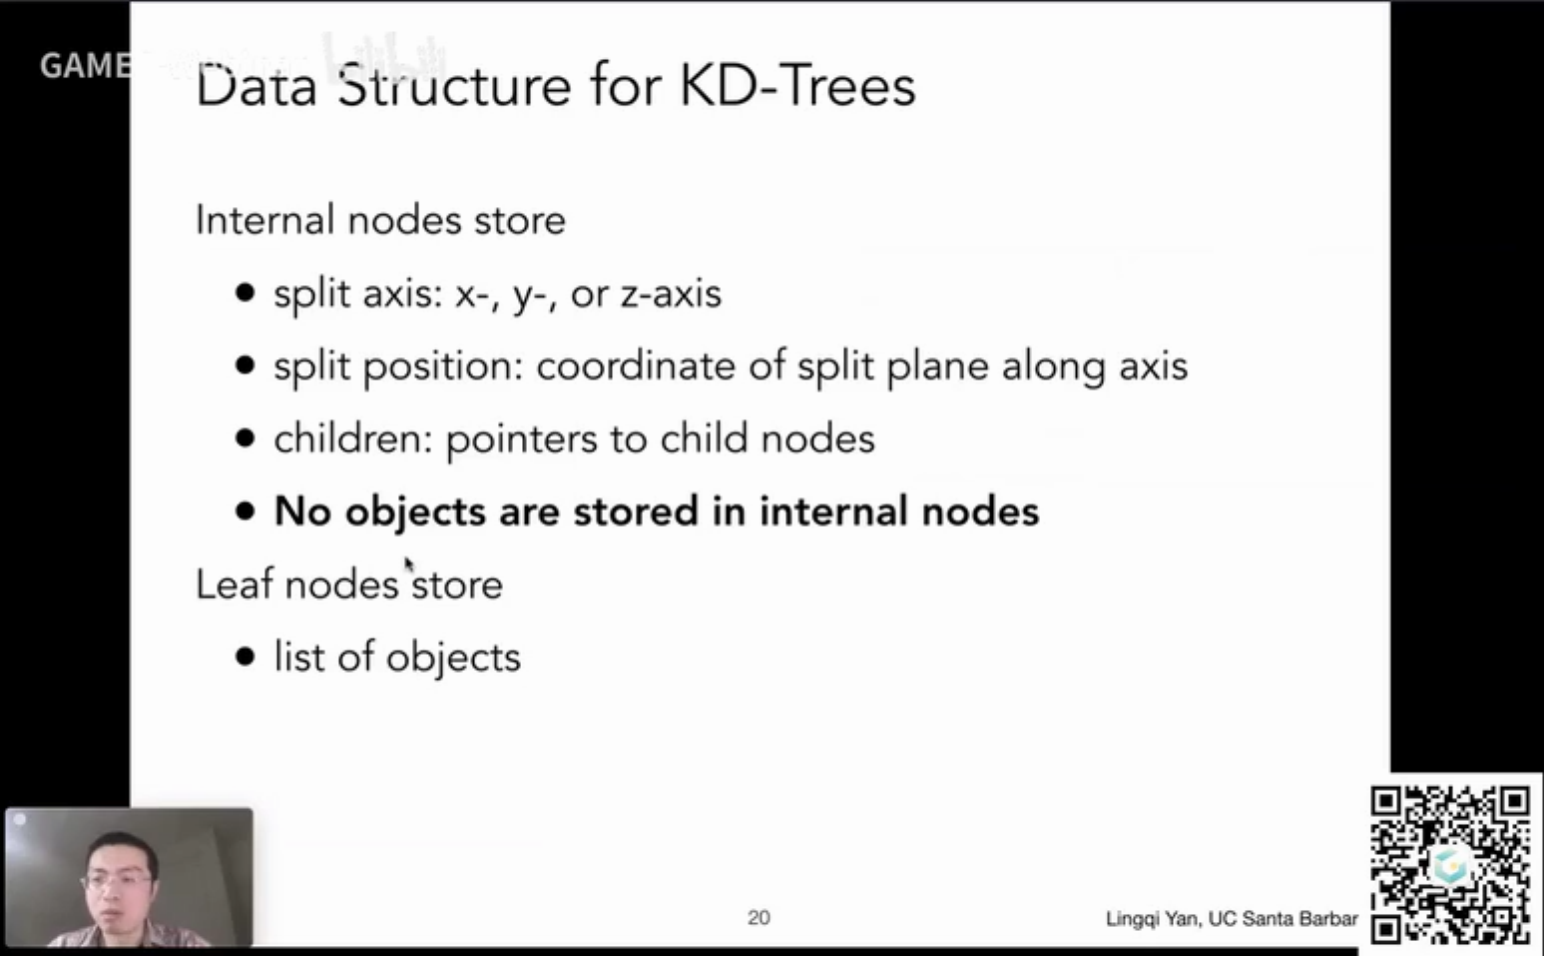 GAME
Data Structure for KD-Trees
Internal nodes store
● split axis: x-, y-, or z-axis
● split position: coordinate of split plane along axis
● children: pointers to child nodes
● No objects are stored in internal nodes
Leaf nodes store
● list of objects
20
Lingqi Yan, UC Santa Barbar